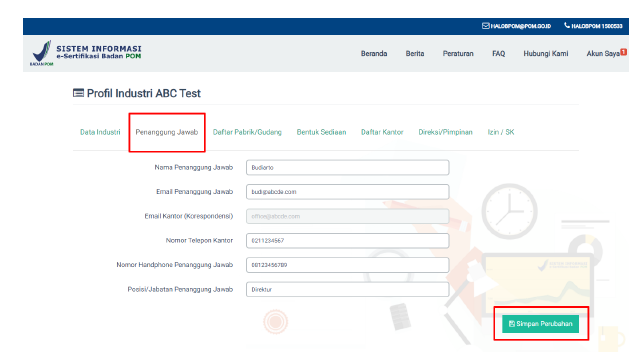 HALOBPOM@POM.GO.ID HALOBPOM 1500533
SISTEM INFORMASI
e-Sertifikasi Badan POM
BADAN POM
Beranda Berita Peraturan FAQ Hubungi Kami Akun Saya
Profil Industri ABC Test
Data Industri Penanggung Jawab Daftar Pabrik/Gudang Bentuk Sediaan Daftar Kantor Direksi/Pimpinan Izin / SK
Nama Penanggung Jawab Budiarto
Email Penanggung Jawab budi@abcde.com
Email Kantor (Korespondensi) office@abcde.com
Nomor Telepon Kantor 0211234567
Nomor Handphone Penanggung Jawab 08123456789
Posisi/Jabatan Penanggung Jawab Direktur
Simpan Perubahan